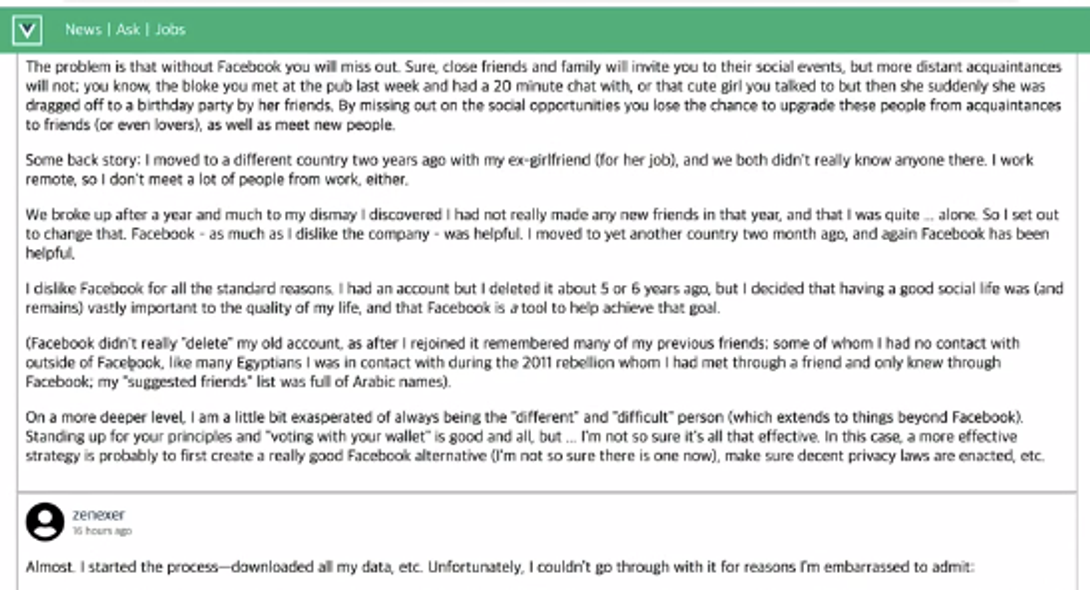 News | Ask | Jobs
The problem is that without Facebook you will miss out. Sure, close friends and family will invite you to their social events, but more distant acquaintances
will not; you know, the bloke you met at the pub last week and had a 20 minute chat with, or that cute girl you talked to but then she suddenly she was
dragged off to a birthday party by her friends. By missing out on the social opportunities you lose the chance to upgrade these people from acquaintances
to friends (or even lovers), as well as meet new people.
Some back story: I moved to a different country two years ago with my ex-girlfriend (for her job), and we both didn't really know anyone there. I work
remote, so I don't meet a lot of people from work, either.
We broke up after a year and much to my dismay I discovered I had not really made any new friends in that year, and that I was quite ... alone. So I set out
to change that. Facebook - as much as I dislike the company - was helpful. I moved to yet another country two month ago, and again Facebook has been
helpful.
I dislike Facebook for all the standard reasons, I had an account but I deleted it about 5 or 6 years ago, but I decided that having a good social life was (and
remains) vastly important to the quality of my life, and that Facebook is a tool to help achieve that goal.
(Facebook didn't really "delete" my old account, as after I rejoined it remembered many of my previous friends; some of whom I had no contact with
outside of Facebook, like many Egyptians I was in contact with during the 2011 rebellion whom I had met through a friend and only knew through
Facebook; my "suggested friends" list was full of Arabic names).
On a more deeper level, I am a little bit exasperated of always being the "different" and "difficult" person (which extends to things beyond Facebook).
Standing up for your principles and "voting with your wallet" is good and all, but ... I'm not so sure it's all that effective. In this case, a more effective
strategy is probably to first create a really good Facebook alternative (I'm not so sure there is one now), make sure decent privacy laws are enacted, etc.
zenexer
16 hours ago
Almost. I started the process—downloaded all my data, etc. Unfortunately, I couldn't go through with it for reasons I'm embarrassed to admit: